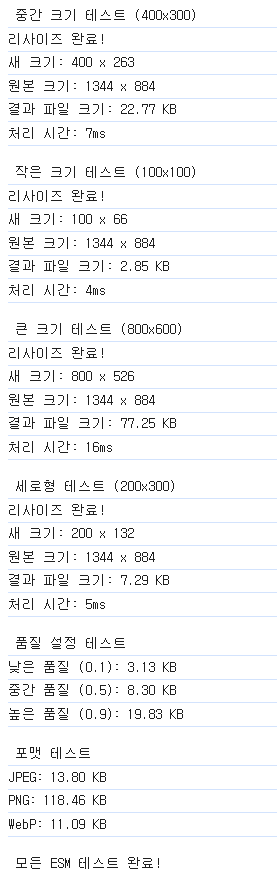 중간 크기 테스트 (400x300)
리사이즈 완료!
새 크기: 400 x 263
원본 크기: 1344 x 884
결과 파일 크기: 22.77 KB
처리 시간: 7ms
작은 크기 테스트 (100x100)
리사이즈 완료!
새 크기: 100 x 66
원본 크기: 1344 x 884
결과 파일 크기: 2.85 KB
처리 시간: 4ms
큰 크기 테스트 (800x600)
리사이즈 완료!
새 크기: 800 x 526
원본 크기: 1344 x 884
결과 파일 크기: 77.25 KB
처리 시간: 16ms
세로형 테스트 (200x300)
리사이즈 완료!
새 크기: 200 x 132
원본 크기: 1344 x 884
결과 파일 크기: 7.29 KB
처리 시간: 5ms
품질 설정 테스트
낮은 품질 (0.1): 3.13 KB
중간 품질 (0.5): 8.30 KB
높은 품질 (0.9): 19.83 KB
포맷 테스트
JPEG: 13.80 KB
PNG: 118.46 KB
WebP: 11.09 KB
모든 ESM 테스트 완료!